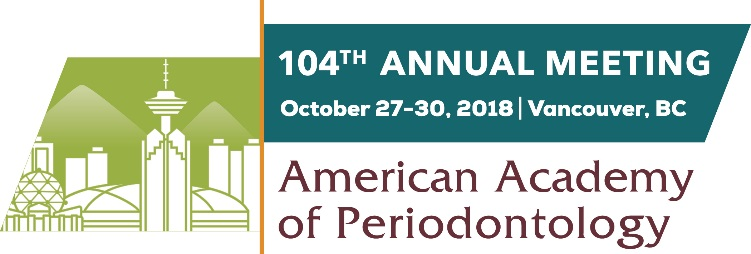 104TH ANNUAL MEETING
October 27-30, 2018 | Vancouver, BC
American Academy
of Periodontology